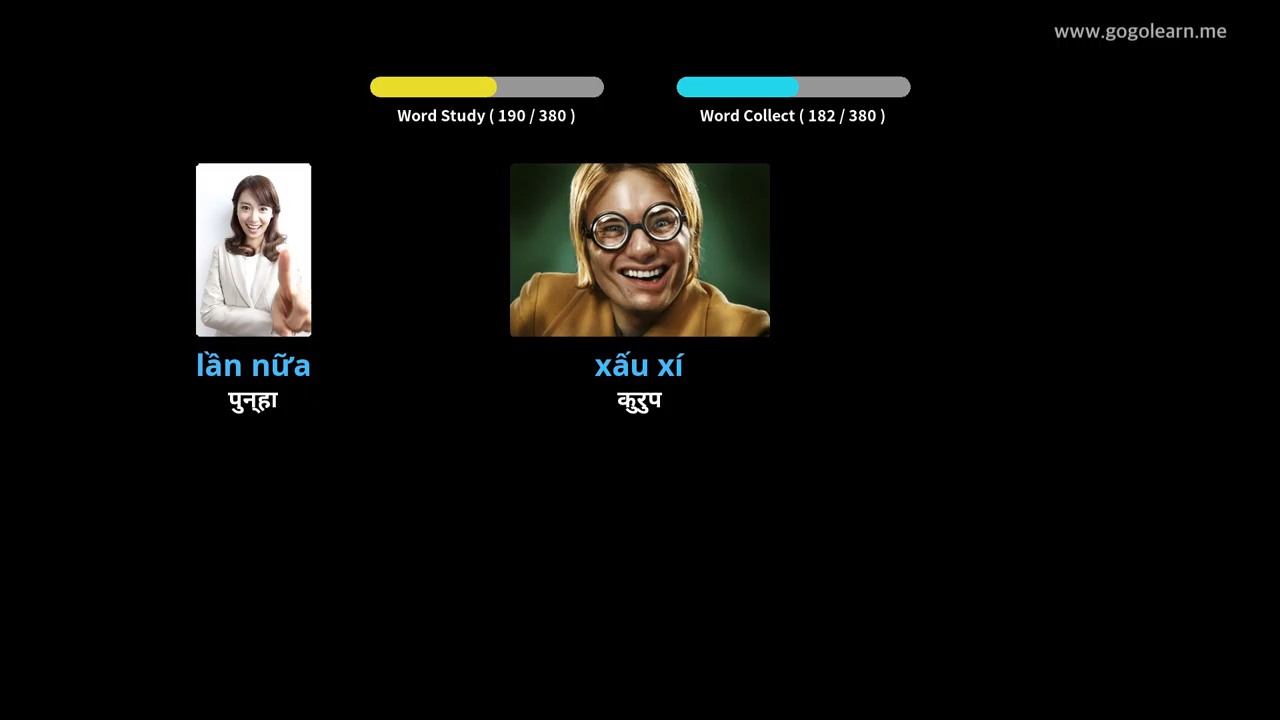 www.gogolearn.me
Word Study ( 190 / 380 )
Word Collect ( 182 / 380 )
lần nữa
पुन्हा
xấu xí
कुरुप